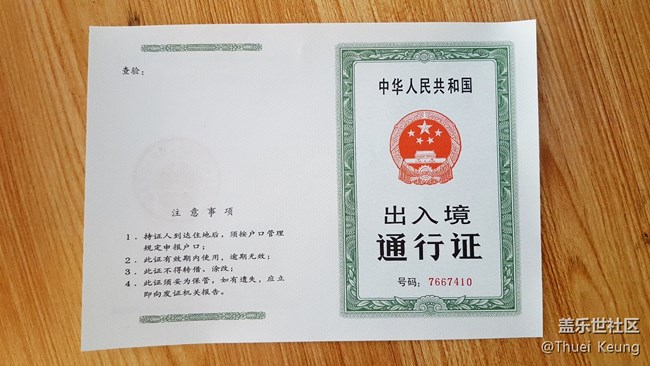 查验：
注意事项
1．持证人到达住地后，须按户口管理
规定申报户口；
2．此证有效期内使用，逾期无效；
3．此证不得转借、涂改；
4．此证须妥为保管，如有遗失，应立
即向发证机关报告。
中华人民共和国
出入境
通行证
号码：7667410
盖乐世社区
@Thuei Keung